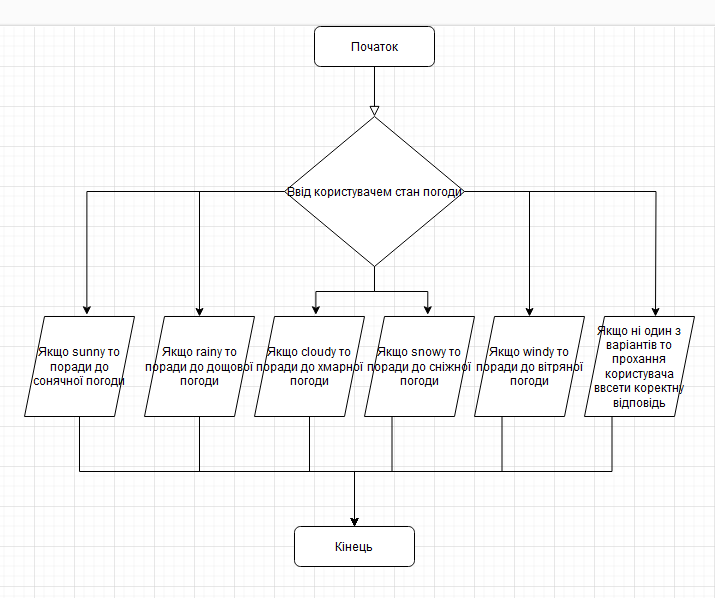 Початок
Ввід користувачем стан погоди
Якщо sunny то
поради до
сонячної погоди
Якщо rainy то
поради до дощової
погоди
Якщо cloudy то
поради до хмарної
погоди
Якщо snowy то
поради до сніжної
погоди
Якщо windy то
поради до вітряної
погоди
Якщо ні один з
варіантів то
прохання
користувача
ввсети коректну
відповідь
Кінець